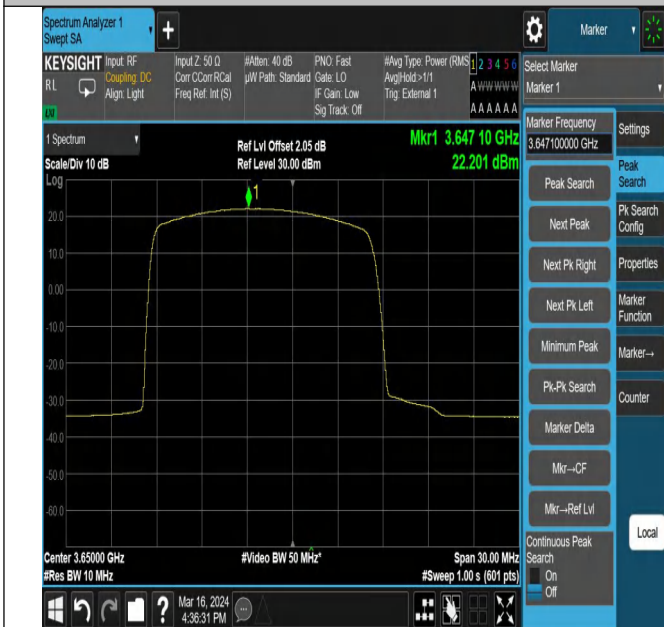 Spectrum Analyzer 1
Swept SA
+
Marker
KEYSIGHT
RL
LXI
Input: RF
Coupling: DC
Align: Light
Input Z: 50 Ω
Corr CCorr RCal
Freq Ref: Int (S)
#Atten: 40 dB
µW Path: Standard
PNO: Fast
Gate: LO
IF Gain: Low
Sig Track: Off
#Avg Type: Power (RMS
Avg|Hold:>1/1
Trig: External 1
1 2 3 4 5 6
A W W W W W
A A A A A A
Select Marker
Marker 1
1 Spectrum
Scale/Div 10 dB
Log
Ref Lvl Offset 2.05 dB
Ref Level 30.00 dBm
Mkr1 3.647 10 GHz
22.201 dBm
1
20.0
10.0
0.00
-10.0
-20.0
-30.0
-40.0
-50.0
-60.0
Center 3.65000 GHz
#Res BW 10 MHz
#Video BW 50 MHz*
Span 30.00 MHz
#Sweep 1.00 s (601 pts)
Marker Frequency
3.647100000 GHz
Peak Search
Next Peak
Next Pk Right
Next Pk Left
Minimum Peak
Pk-Pk Search
Marker Delta
Mkr→CF
Mkr→Ref Lvl
Continuous Peak
Search
On
Off
Settings
Peak
Search
Pk Search
Config
Properties
Marker
Function
Marker→
Counter
Local
?
Mar 16, 2024
4:36:31 PM